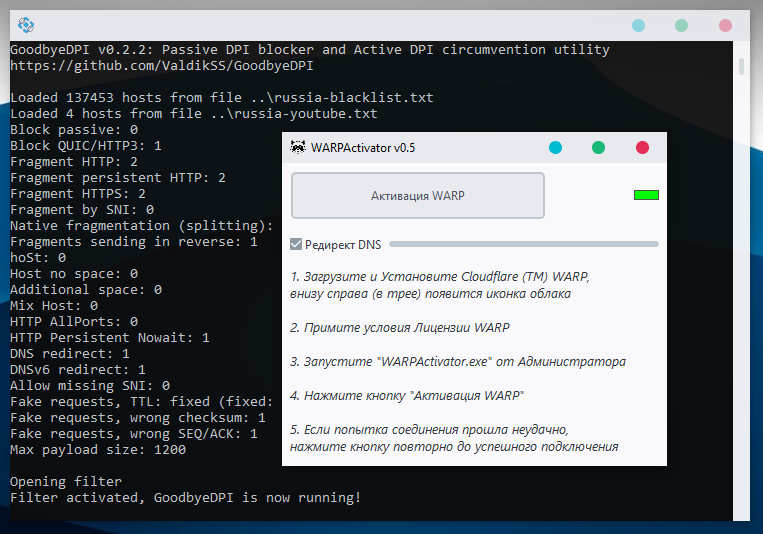 GoodbyeDPI v0.2.2: Passive DPI blocker and Active DPI circumvention utility
https://github.com/ValdikSS/GoodbyeDPI
Loaded 137453 hosts from file ..\russia-blacklist.txt
Loaded 4 hosts from file ..\russia-youtube.txt
Block passive: 0
Block QUIC/HTTP3: 1
Fragment HTTP: 2
Fragment persistent HTTP: 2
Fragment HTTPS: 2
Fragment by SNI: 0
Native fragmentation (splitting):
Fragments sending in reverse: 1
hoSt: 0
Host no space: 0
Additional space: 0
Mix Host: 0
HTTP AllPorts: 0
HTTP Persistent Nowait: 1
DNS redirect: 1
DNSv6 redirect: 1
Allow missing SNI: 0
Fake requests, TTL: fixed (fixed:
Fake requests, wrong checksum: 1
Fake requests, wrong SEQ/ACK: 1
Max payload size: 1200
Opening filter
Filter activated, GoodbyeDPI is now running!
WARPActivator v0.5
Активация WARP
Редирект DNS
1. Загрузите и Установите Cloudflare (TM) WARP,
внизу справа (в трее) появится иконка облака
2. Примите условия Лицензии WARP
3. Запустите "WARPActivator.exe" от Администратора
4. Нажмите кнопку "Активация WARP"
5. Если попытка соединения прошла неудачно,
нажмите кнопку повторно до успешного подключения